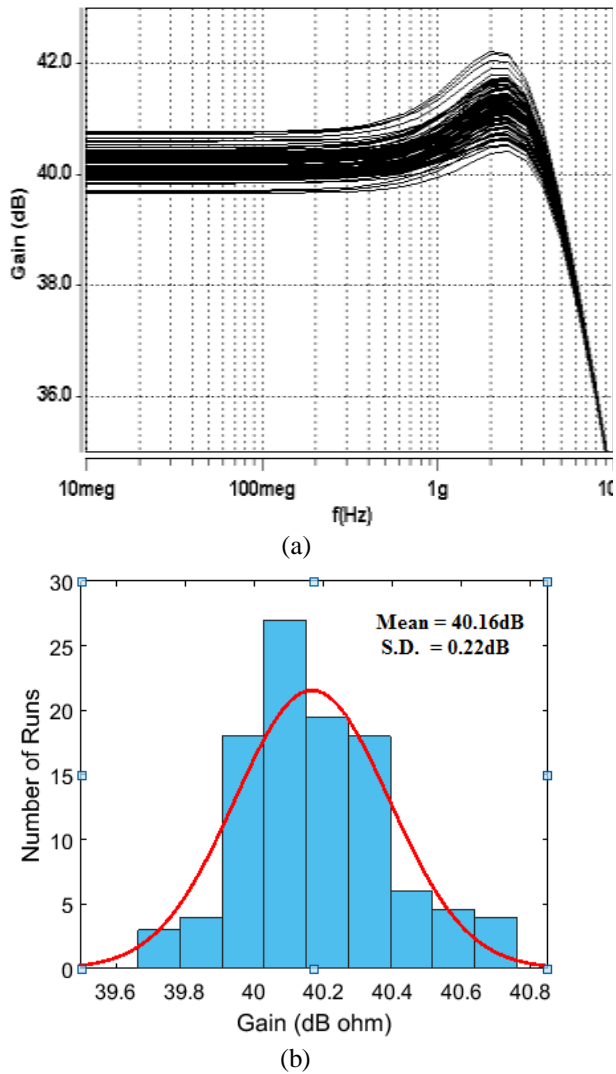 42.0
40.0
38.0
36.0
Gain (dB)
10meg 100meg 1g 10
f(Hz)
(a)
30
25
20
15
10
5
0
Number of Runs
Mean = 40.16dB
S.D. = 0.22dB
39.6 39.8 40 40.2 40.4 40.6 40.8
Gain (dB ohm)
(b)